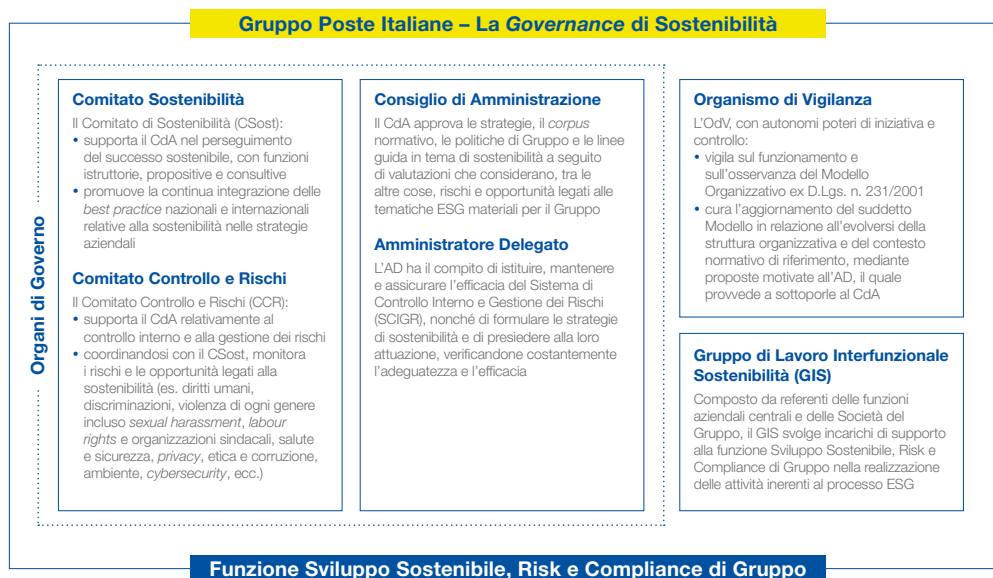 Gruppo Poste Italiane – La Governance di Sostenibilità
Organi di Governo
Comitato Sostenibilità
Il Comitato di Sostenibilità (CSost):
• supporta il CdA nel perseguimento
del successo sostenibile, con funzioni
istruttorie, propositive e consultive
• promuove la continua integrazione delle
best practice nazionali e internazionali
relative alla sostenibilità nelle strategie
aziendali
Comitato Controllo e Rischi
Il Comitato Controllo e Rischi (CCR):
• supporta il CdA relativamente al
controllo interno e alla gestione dei rischi
• coordinandosi con il CSost, monitora
i rischi e le opportunità legati alla
sostenibilità (es. diritti umani,
discriminazioni, violenza di ogni genere
incluso sexual harassment, labour
rights e organizzazioni sindacali, salute
e sicurezza, privacy, etica e corruzione,
ambiente, cybersecurity, ecc.)
Consiglio di Amministrazione
Il CdA approva le strategie, il corpus
normativo, le politiche di Gruppo e le linee
guida in tema di sostenibilità a seguito
di valutazioni che considerano, tra le
altre cose, rischi e opportunità legati alle
tematiche ESG materiali per il Gruppo
Amministratore Delegato
L’AD ha il compito di istituire, mantenere
e assicurare l’efficacia del Sistema di
Controllo Interno e Gestione dei Rischi
(SCIGR), nonché di formulare le strategie
di sostenibilità e di presiedere alla loro
attuazione, verificandone costantemente
l’adeguatezza e l’efficacia
Organismo di Vigilanza
L’OdV, con autonomi poteri di iniziativa e
controllo:
• vigila sul funzionamento e
sull’osservanza del Modello
Organizzativo ex D.Lgs. n. 231/2001
• cura l’aggiornamento del suddetto
Modello in relazione all’evolversi della
struttura organizzativa e del contesto
normativo di riferimento, mediante
proposte motivate all’AD, il quale
provvede a sottoporle al CdA
Gruppo di Lavoro Interfunzionale
Sostenibilità (GIS)
Composto da referenti delle funzioni
aziendali centrali e delle Società del
Gruppo, il GIS svolge incarichi di supporto
alla funzione Sviluppo Sostenibile, Risk e
Compliance di Gruppo nella realizzazione
delle attività inerenti al processo ESG
Funzione Sviluppo Sostenibile, Risk e Compliance di Gruppo